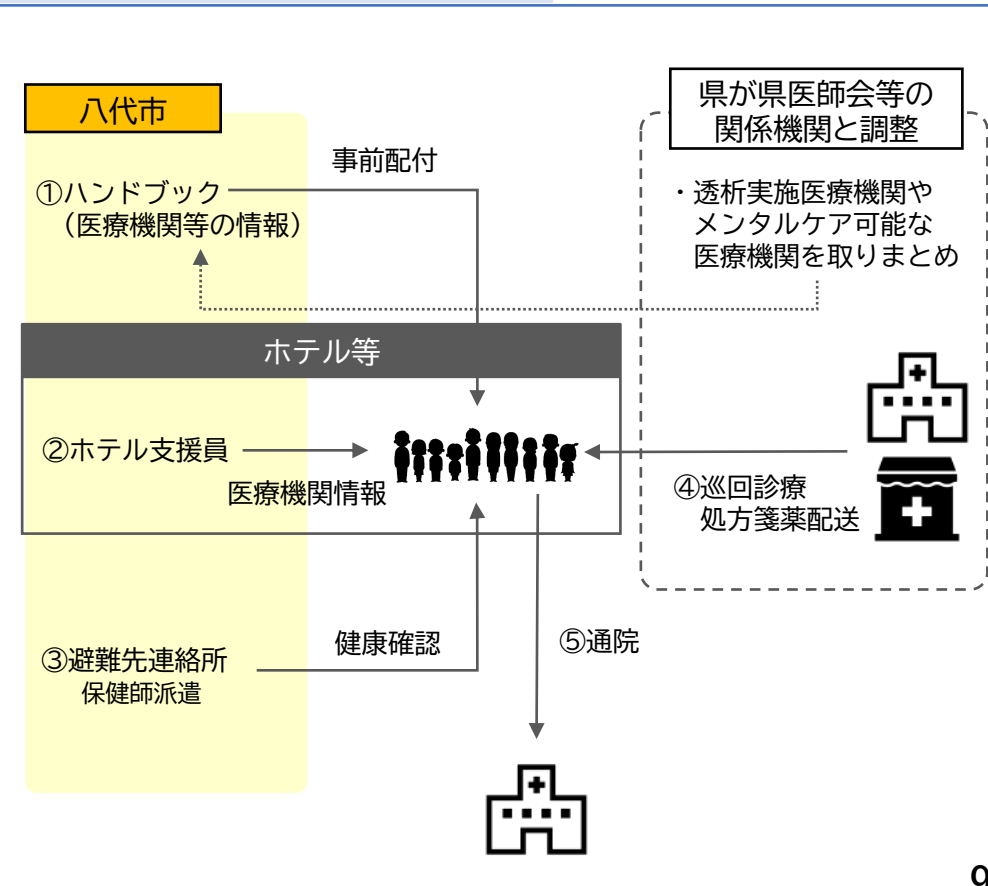 八代市
県が県医師会等の
関係機関と調整
事前配付
①ハンドブック
（医療機関等の情報）
・透析実施医療機関や
メンタルケア可能な
医療機関を取りまとめ
ホテル等
②ホテル支援員
医療機関情報
④巡回診療
処方箋薬配送
③避難先連絡所
保健師派遣
健康確認
⑤通院